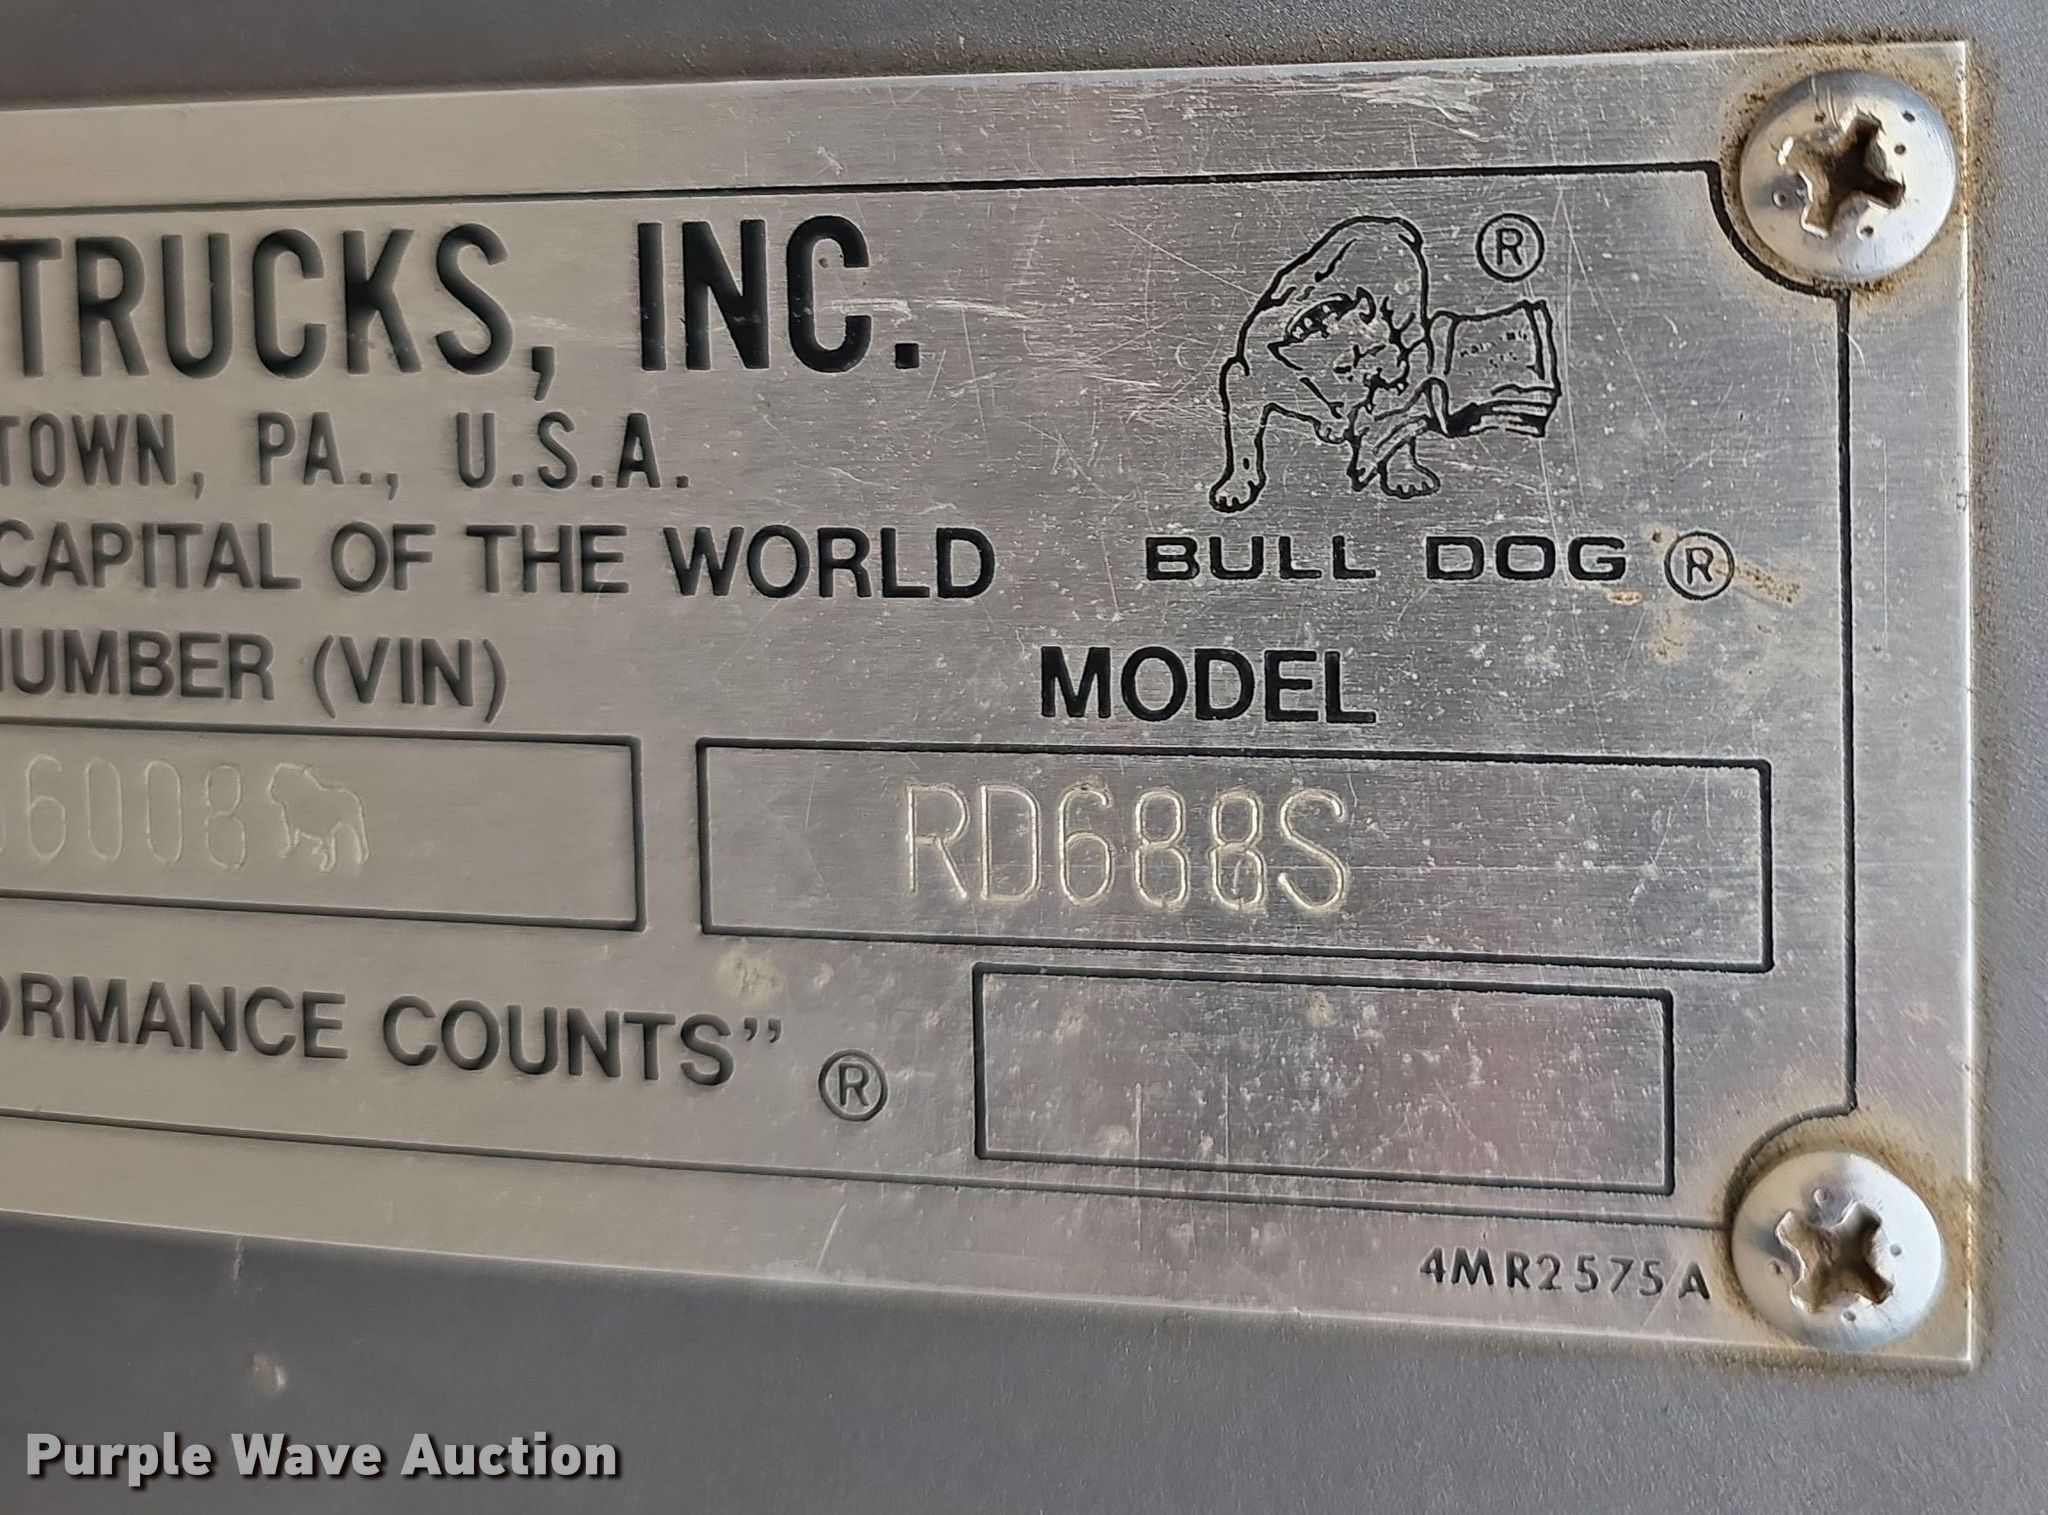 TRUCKS, INC.
®
TOWN, PA., U.S.A.
CAPITAL OF THE WORLD
BULL DOG ®
NUMBER (VIN)
MODEL
6008
RD688S
ORMANCE COUNTS” ®
4MR2575A
Purple Wave Auction